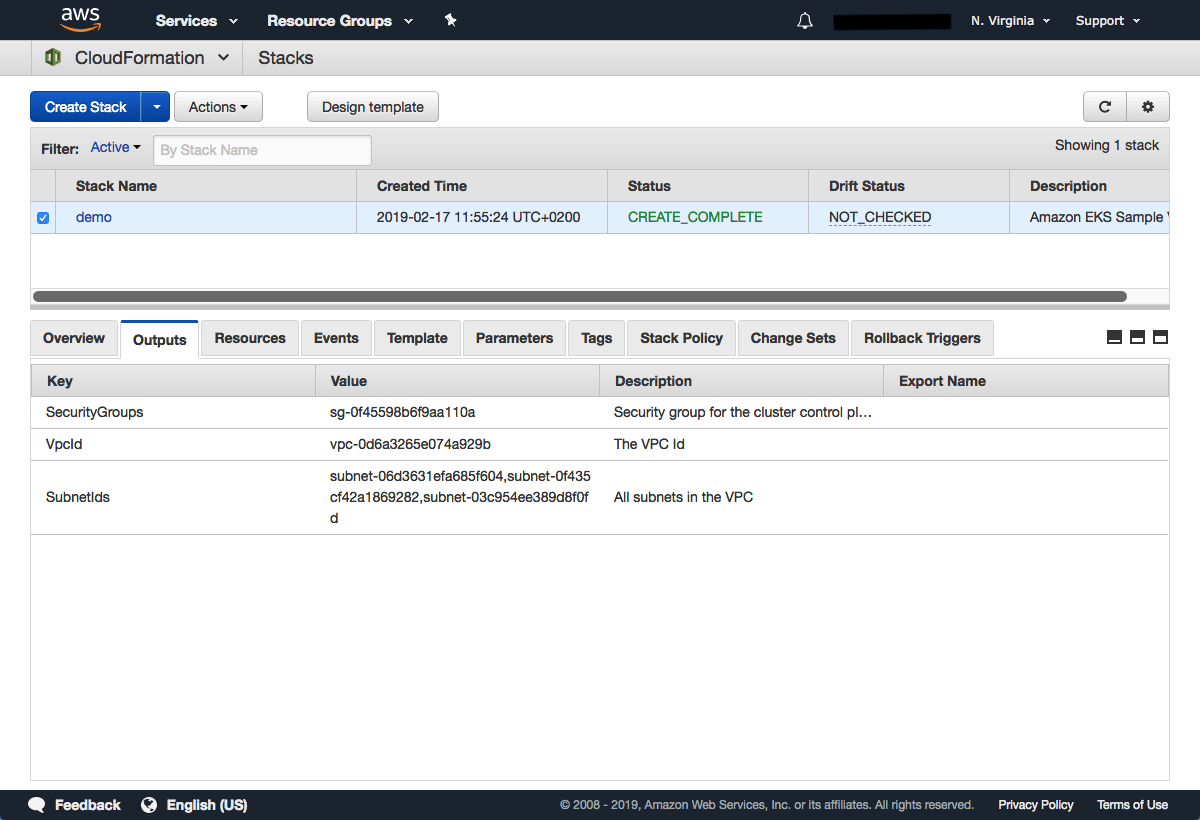 aws Services Resource Groups N. Virginia Support
CloudFormation Stacks
Create Stack Actions Design template
Filter: Active By Stack Name Showing 1 stack
Stack Name Created Time Status Drift Status Description
demo 2019-02-17 11:55:24 UTC+0200 CREATE_COMPLETE NOT_CHECKED Amazon EKS Sample
Overview Outputs Resources Events Template Parameters Tags Stack Policy Change Sets Rollback Triggers
Key Value Description Export Name
SecurityGroups sg-0f45598b6f9aa110a Security group for the cluster control pl…
VpcId vpc-0d6a3265e074a929b The VPC Id
subnet-06d3631efa685f604,subnet-0f435
SubnetIds cf42a1869282,subnet-03c954ee389d8f0f All subnets in the VPC
d
Feedback English (US) © 2008 - 2019, Amazon Web Services, Inc. or its affiliates. All rights reserved. Privacy Policy Terms of Use